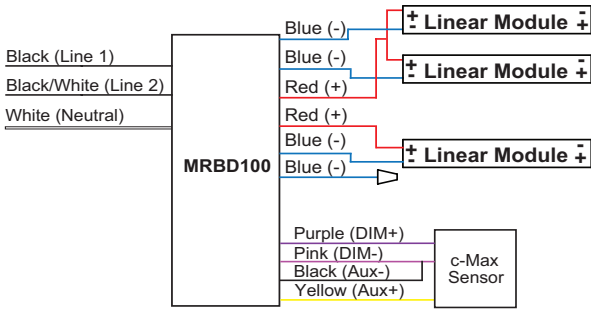 Blue (-)
+ - Linear Module - +
Black (Line 1)
Blue (-)
+ - Linear Module - +
Black/White (Line 2)
Red (+)
White (Neutral)
Red (+)
Blue (-)
+ - Linear Module - +
MRBD100
Blue (-)
Purple (DIM+)
Pink (DIM-)
Black (Aux-)
Yellow (Aux+)
c-Max
Sensor